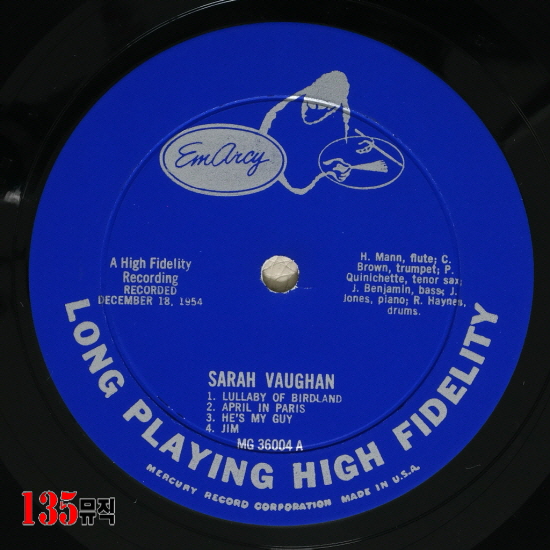 EmArcy
A High Fidelity
Recording
RECORDED
DECEMBER 18, 1954
H. Mann, flute; C.
Brown, trumpet; P.
Quinichette, tenor sax;
J. Benjamin, bass; J.
Jones, piano; R. Haynes,
drums.
SARAH VAUGHAN
1. LULLABY OF BIRDLAND
2. APRIL IN PARIS
3. HE'S MY GUY
4. JIM
MG 36004 A
LONG PLAYING HIGH FIDELITY
MERCURY RECORD CORPORATION MADE IN U.S.A.
135뮤직